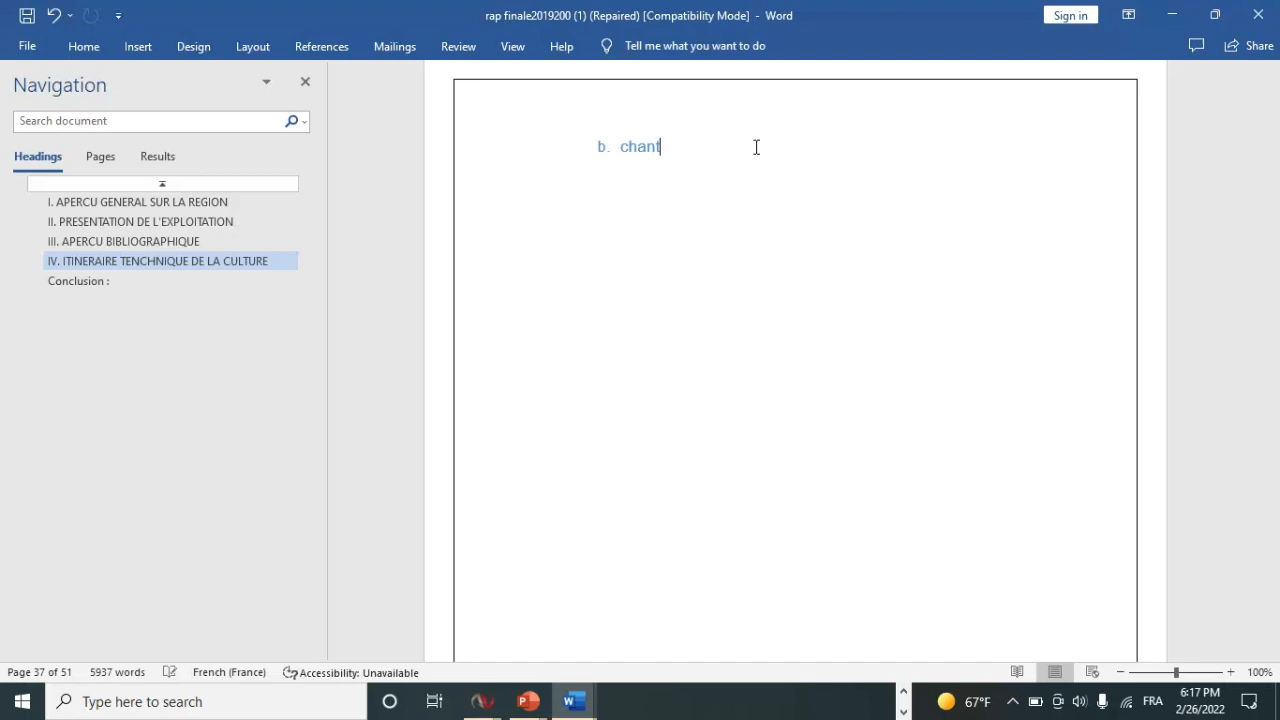 rap finale2019200 (1) (Repaired) [Compatibility Mode] - Word
Sign in
File Home Insert Design Layout References Mailings Review View Help Tell me what you want to do Share
Navigation
Search document
Headings Pages Results
I. APERCU GENERAL SUR LA REGION
II. PRESENTATION DE L'EXPLOITATION
III. APERCU BIBLIOGRAPHIQUE
IV. ITINERAIRE TENCHNIQUE DE LA CULTURE
Conclusion :
b. chant
Page 37 of 51 5937 words French (France) Accessibility: Unavailable 100%
Type here to search
67°F FRA
6:17 PM
2/26/2022